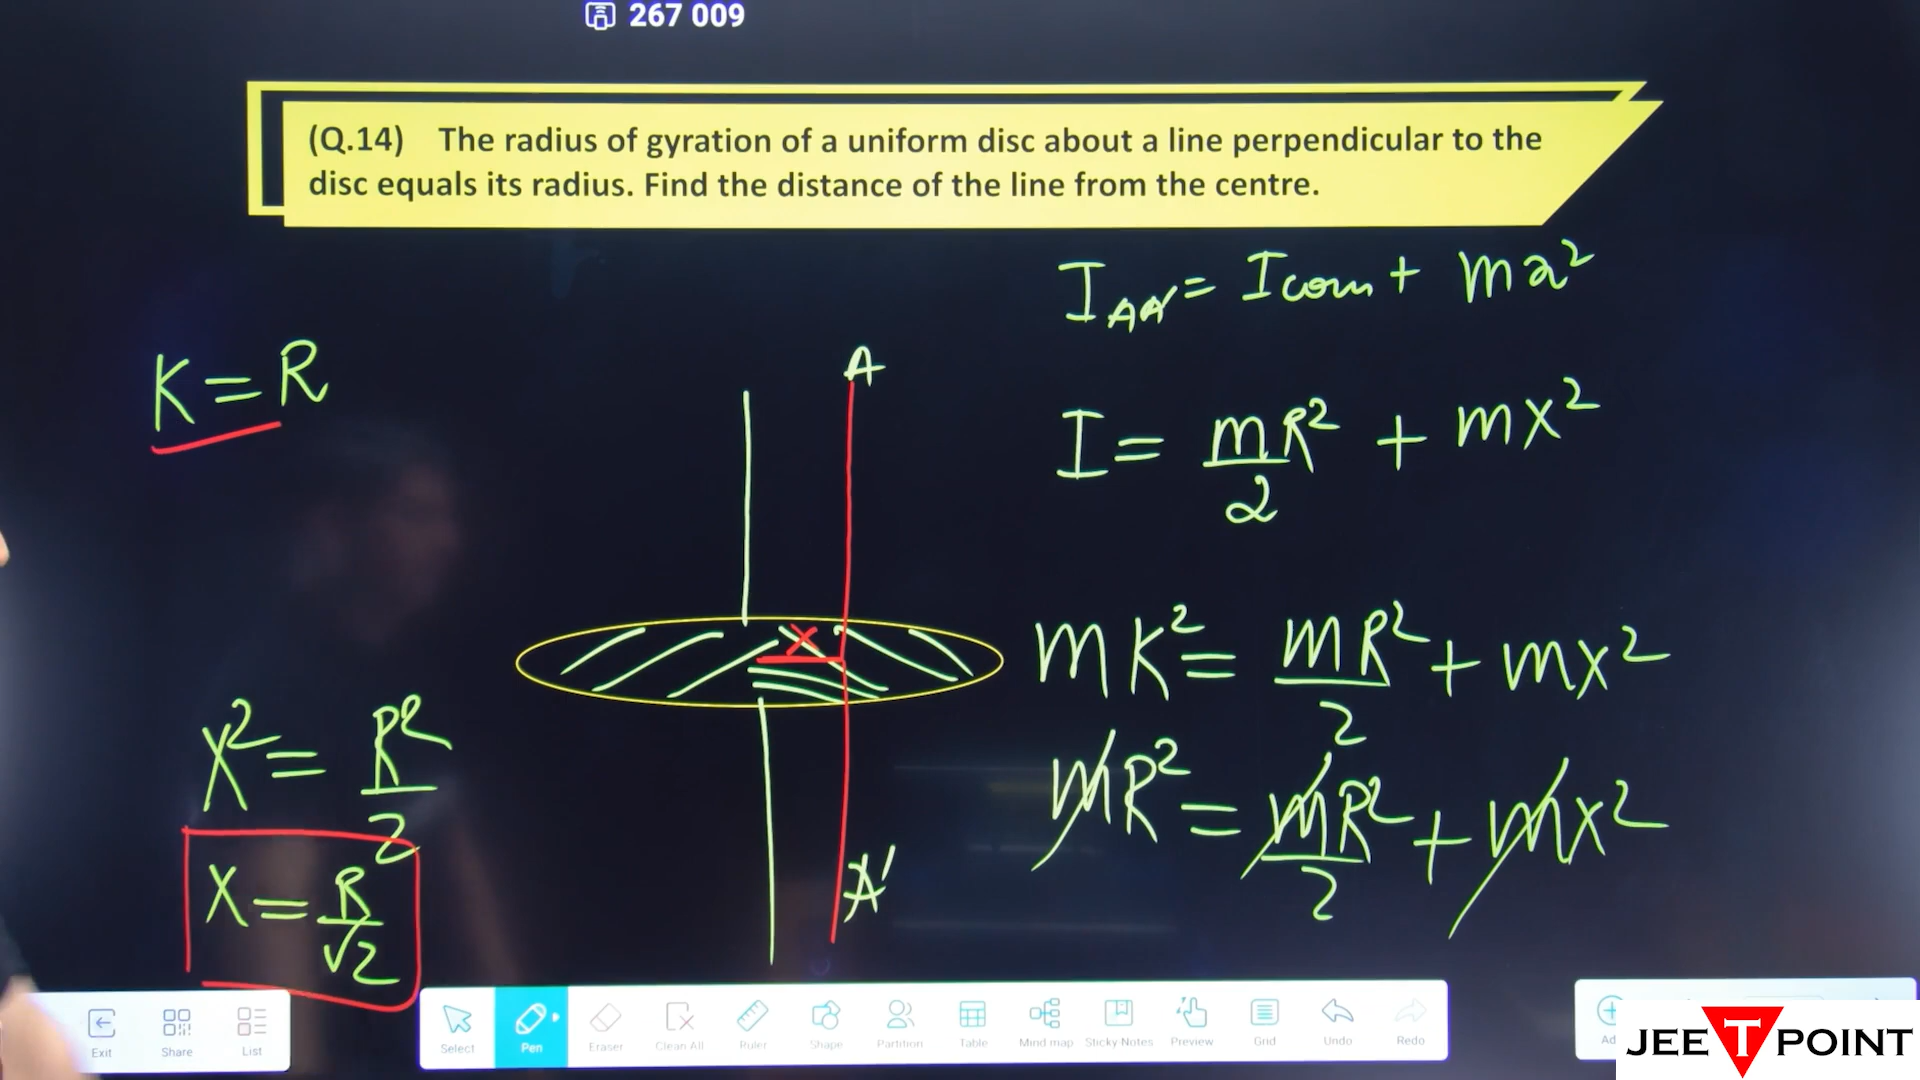 267 009
(Q.14) The radius of gyration of a uniform disc about a line perpendicular to the
disc equals its radius. Find the distance of the line from the centre.
I_AA' = Icom + mx²
K = R
A
I = mR²/2 + mx²
X
mK² = mR²/2 + mx²
x² = R²/2
mR² = mR²/2 + mx²
A'
X = R/√2
Exit Share List Select Pen Eraser Clean All Ruler Shape Partition Table Mind map Sticky Notes Preview Grid Undo Redo
JEE T POINT